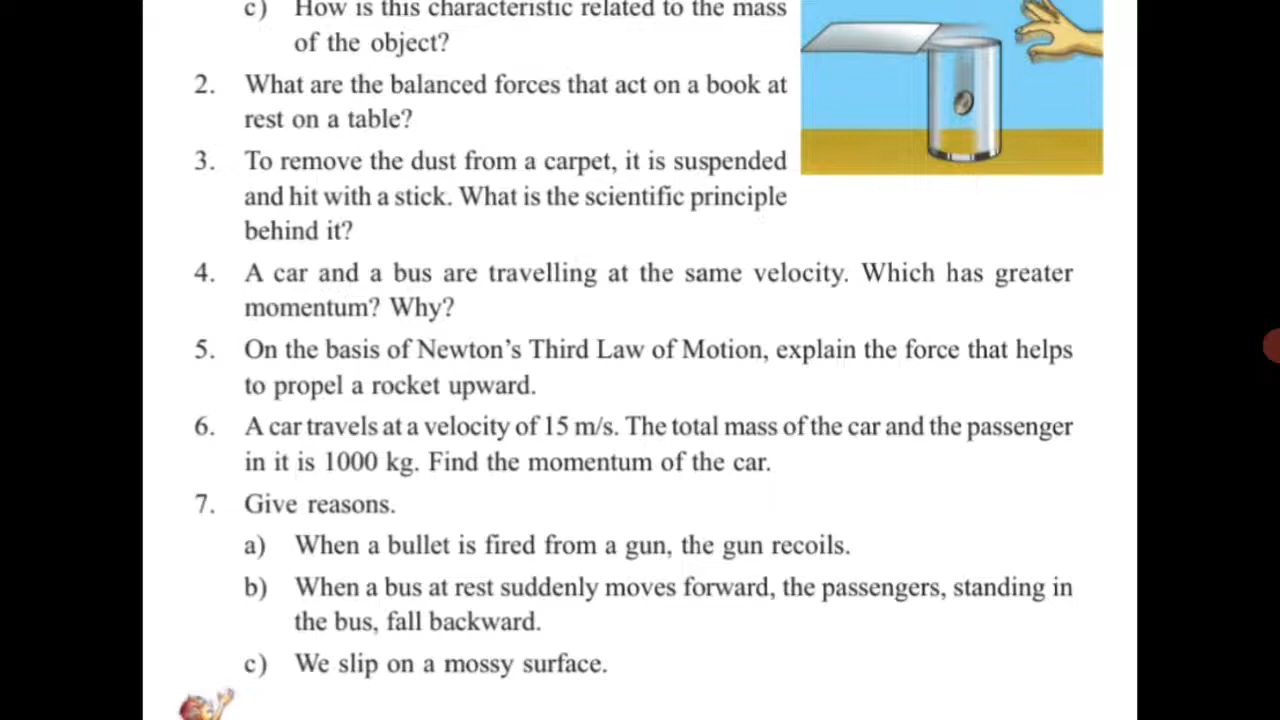 c) How is this characteristic related to the mass
of the object?
2. What are the balanced forces that act on a book at
rest on a table?
3. To remove the dust from a carpet, it is suspended
and hit with a stick. What is the scientific principle
behind it?
4. A car and a bus are travelling at the same velocity. Which has greater
momentum? Why?
5. On the basis of Newton's Third Law of Motion, explain the force that helps
to propel a rocket upward.
6. A car travels at a velocity of 15 m/s. The total mass of the car and the passenger
in it is 1000 kg. Find the momentum of the car.
7. Give reasons.
a) When a bullet is fired from a gun, the gun recoils.
b) When a bus at rest suddenly moves forward, the passengers, standing in
the bus, fall backward.
c) We slip on a mossy surface.